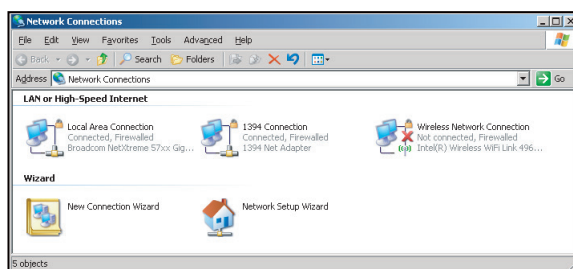 Network Connections
File Edit View Favorites Tools Advanced Help
Back Search Folders
Address Network Connections Go
LAN or High-Speed Internet
Local Area Connection 1394 Connection Wireless Network Connection
Connected, Firewalled Connected, Firewalled Not connected, Firewalled
Broadcom NetXtreme 57xx Gig... 1394 Net Adapter Intel(R) Wireless WiFi Link 496...
Wizard
New Connection Wizard Network Setup Wizard
5 objects